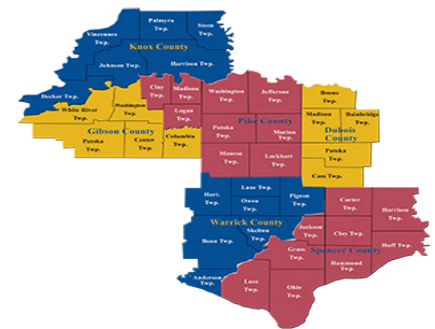 Palmyra
Twp.
Steen
Twp.
Vincennes
Twp.
Knox County
Johnson Twp.
Harrison Twp.
Decker Twp.
Clay
Twp.
Madison
Twp.
Washington
Twp.
Jefferson
Twp.
Boone
Twp.
White River
Twp.
Washington
Twp.
Logan
Twp.
Madison
Twp.
Bainbridge
Twp.
Pike County
Gibson County
Columbia
Twp.
Patoka
Twp.
Marion
Twp.
Dubois
County
Patoka
Twp.
Center
Twp.
Monroe
Twp.
Lockhart
Twp.
Patoka
Twp.
Cass Twp.
Hart.
Twp.
Lane Twp.
Owen
Twp.
Pigeon
Twp.
Carter
Twp.
Harrison
Twp.
Warrick County
Skelton
Twp.
Jackson
Twp.
Clay Twp.
Boon Twp.
Grass
Twp.
Spencer County
Huff Twp.
Hammond
Twp.
Anderson
Twp.
Luce
Twp.
Ohio
Twp.